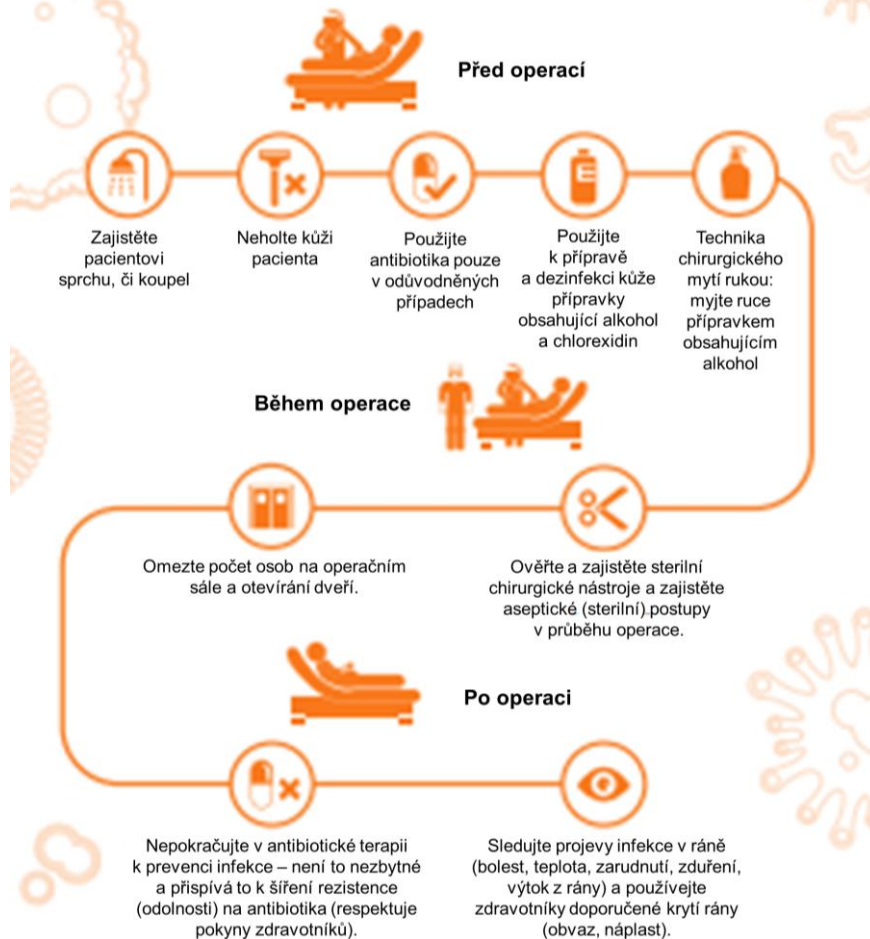 Před operací
Zajistěte
pacientovi
sprchu, či koupel
Neholte kůži
pacienta
Použijte
antibiotika pouze
v odůvodněných
případech
Použijte
k přípravě
a dezinfekci kůže
přípravky
obsahující alkohol
a chlorexidin
Technika
chirurgického
mytí rukou:
myjte ruce
přípravkem
obsahujícím
alkohol
Během operace
Omezte počet osob na operačním
sále a otevírání dveří.
Ověřte a zajistěte sterilní
chirurgické nástroje a zajistěte
aseptické (sterilní) postupy
v průběhu operace.
Po operaci
Nepokračujte v antibiotické terapii
k prevenci infekce – není to nezbytné
a přispívá to k šíření rezistence
(odolnosti) na antibiotika (respektuje
pokyny zdravotníků).
Sledujte projevy infekce v ráně
(bolest, teplota, zarudnutí, zduření,
výtok z rány) a používejte
zdravotníky doporučené krytí rány
(obvaz, náplast).